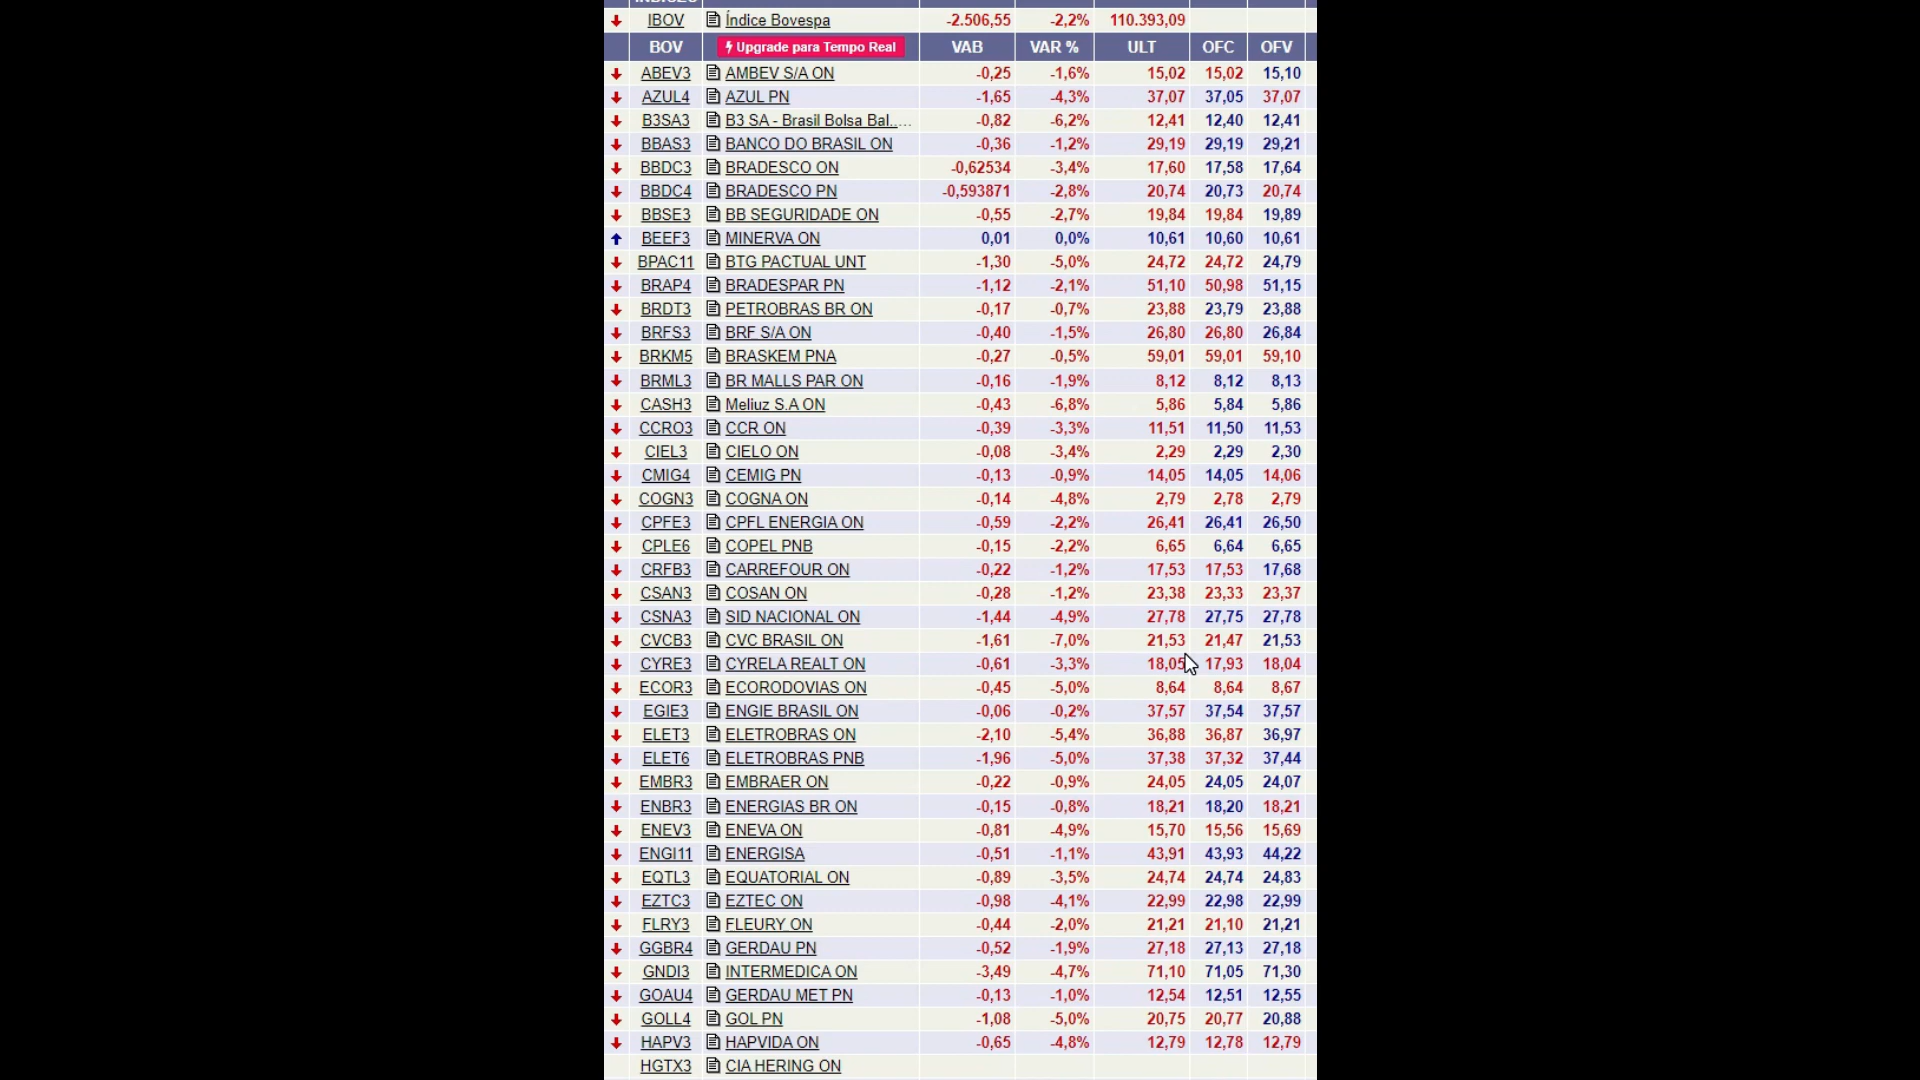 IBOV Índice Bovespa -2.506,55 -2,2% 110.393,09
BOV Upgrade para Tempo Real VAB VAR % ULT OFC OFV
ABEV3 AMBEV S/A ON -0,25 -1,6% 15,02 15,02 15,10
AZUL4 AZUL PN -1,65 -4,3% 37,07 37,05 37,07
B3SA3 B3 SA - Brasil Bolsa Bal..... -0,82 -6,2% 12,41 12,40 12,41
BBAS3 BANCO DO BRASIL ON -0,36 -1,2% 29,19 29,19 29,21
BBDC3 BRADESCO ON -0,62534 -3,4% 17,60 17,58 17,64
BBDC4 BRADESCO PN -0,593871 -2,8% 20,74 20,73 20,74
BBSE3 BB SEGURIDADE ON -0,55 -2,7% 19,84 19,84 19,89
BEEF3 MINERVA ON 0,01 0,0% 10,61 10,60 10,61
BPAC11 BTG PACTUAL UNT -1,30 -5,0% 24,72 24,72 24,79
BRAP4 BRADESPAR PN -1,12 -2,1% 51,10 50,98 51,15
BRDT3 PETROBRAS BR ON -0,17 -0,7% 23,88 23,79 23,88
BRFS3 BRF S/A ON -0,40 -1,5% 26,80 26,80 26,84
BRKM5 BRASKEM PNA -0,27 -0,5% 59,01 59,01 59,10
BRML3 BR MALLS PAR ON -0,16 -1,9% 8,12 8,12 8,13
CASH3 Meliuz S.A ON -0,43 -6,8% 5,86 5,84 5,86
CCRO3 CCR ON -0,39 -3,3% 11,51 11,50 11,53
CIEL3 CIELO ON -0,08 -3,4% 2,29 2,29 2,30
CMIG4 CEMIG PN -0,13 -0,9% 14,05 14,05 14,06
COGN3 COGNA ON -0,14 -4,8% 2,79 2,78 2,79
CPFE3 CPFL ENERGIA ON -0,59 -2,2% 26,41 26,41 26,50
CPLE6 COPEL PNB -0,15 -2,2% 6,65 6,64 6,65
CRFB3 CARREFOUR ON -0,22 -1,2% 17,53 17,53 17,68
CSAN3 COSAN ON -0,28 -1,2% 23,38 23,33 23,37
CSNA3 SID NACIONAL ON -1,44 -4,9% 27,78 27,75 27,78
CVCB3 CVC BRASIL ON -1,61 -7,0% 21,53 21,47 21,53
CYRE3 CYRELA REALT ON -0,61 -3,3% 18,05 17,93 18,04
ECOR3 ECORODOVIAS ON -0,45 -5,0% 8,64 8,64 8,67
EGIE3 ENGIE BRASIL ON -0,06 -0,2% 37,57 37,54 37,57
ELET3 ELETROBRAS ON -2,10 -5,4% 36,88 36,87 36,97
ELET6 ELETROBRAS PNB -1,96 -5,0% 37,38 37,32 37,44
EMBR3 EMBRAER ON -0,22 -0,9% 24,05 24,05 24,07
ENBR3 ENERGIAS BR ON -0,15 -0,8% 18,21 18,20 18,21
ENEV3 ENEVA ON -0,81 -4,9% 15,70 15,56 15,69
ENGI11 ENERGISA -0,51 -1,1% 43,91 43,93 44,22
EQTL3 EQUATORIAL ON -0,89 -3,5% 24,74 24,74 24,83
EZTC3 EZTEC ON -0,98 -4,1% 22,99 22,98 22,99
FLRY3 FLEURY ON -0,44 -2,0% 21,21 21,10 21,21
GGBR4 GERDAU PN -0,52 -1,9% 27,18 27,13 27,18
GNDI3 INTERMEDICA ON -3,49 -4,7% 71,10 71,05 71,30
GOAU4 GERDAU MET PN -0,13 -1,0% 12,54 12,51 12,55
GOLL4 GOL PN -1,08 -5,0% 20,75 20,77 20,88
HAPV3 HAPVIDA ON -0,65 -4,8% 12,79 12,78 12,79
HGTX3 CIA HERING ON